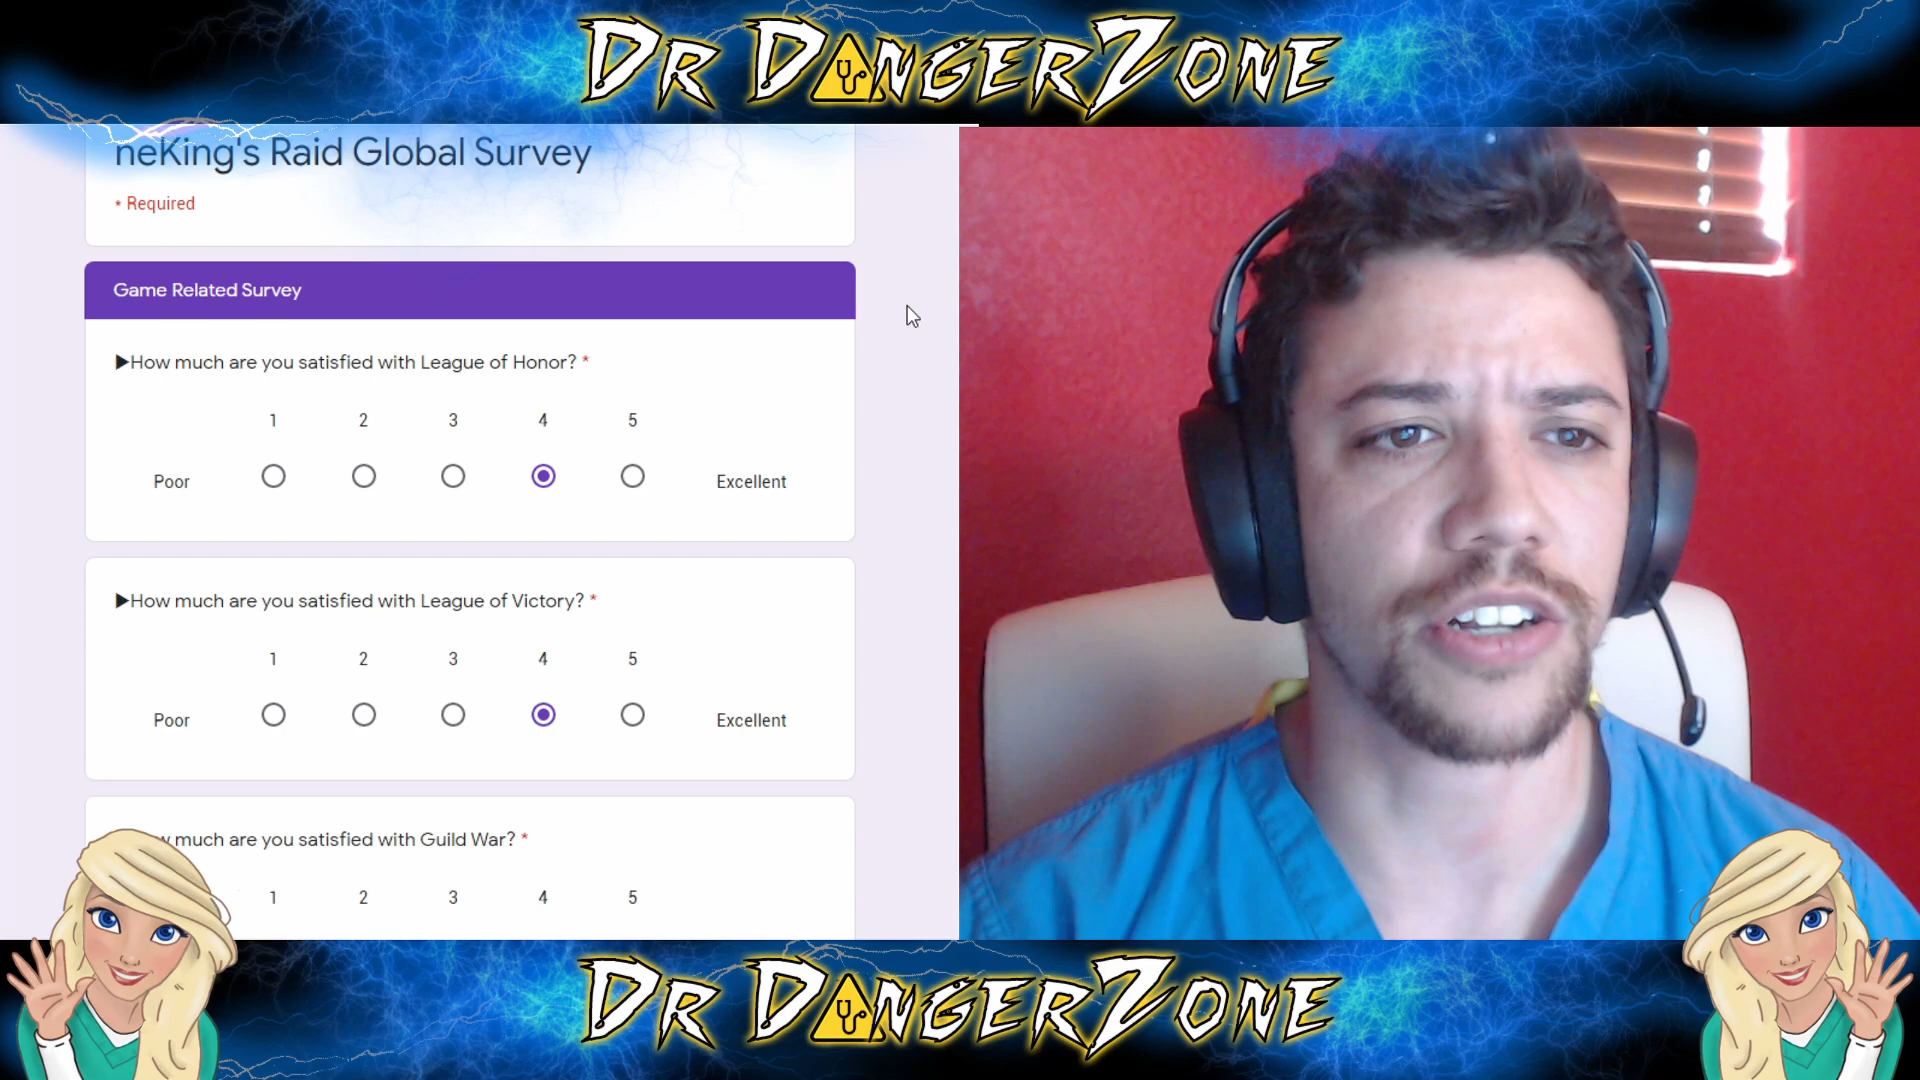 DR DANGERZONE
neKing's Raid Global Survey
* Required
Game Related Survey
▶How much are you satisfied with League of Honor? *
1 2 3 4 5
Poor Excellent
▶How much are you satisfied with League of Victory? *
1 2 3 4 5
Poor Excellent
much are you satisfied with Guild War? *
1 2 3 4 5
DR DANGERZONE